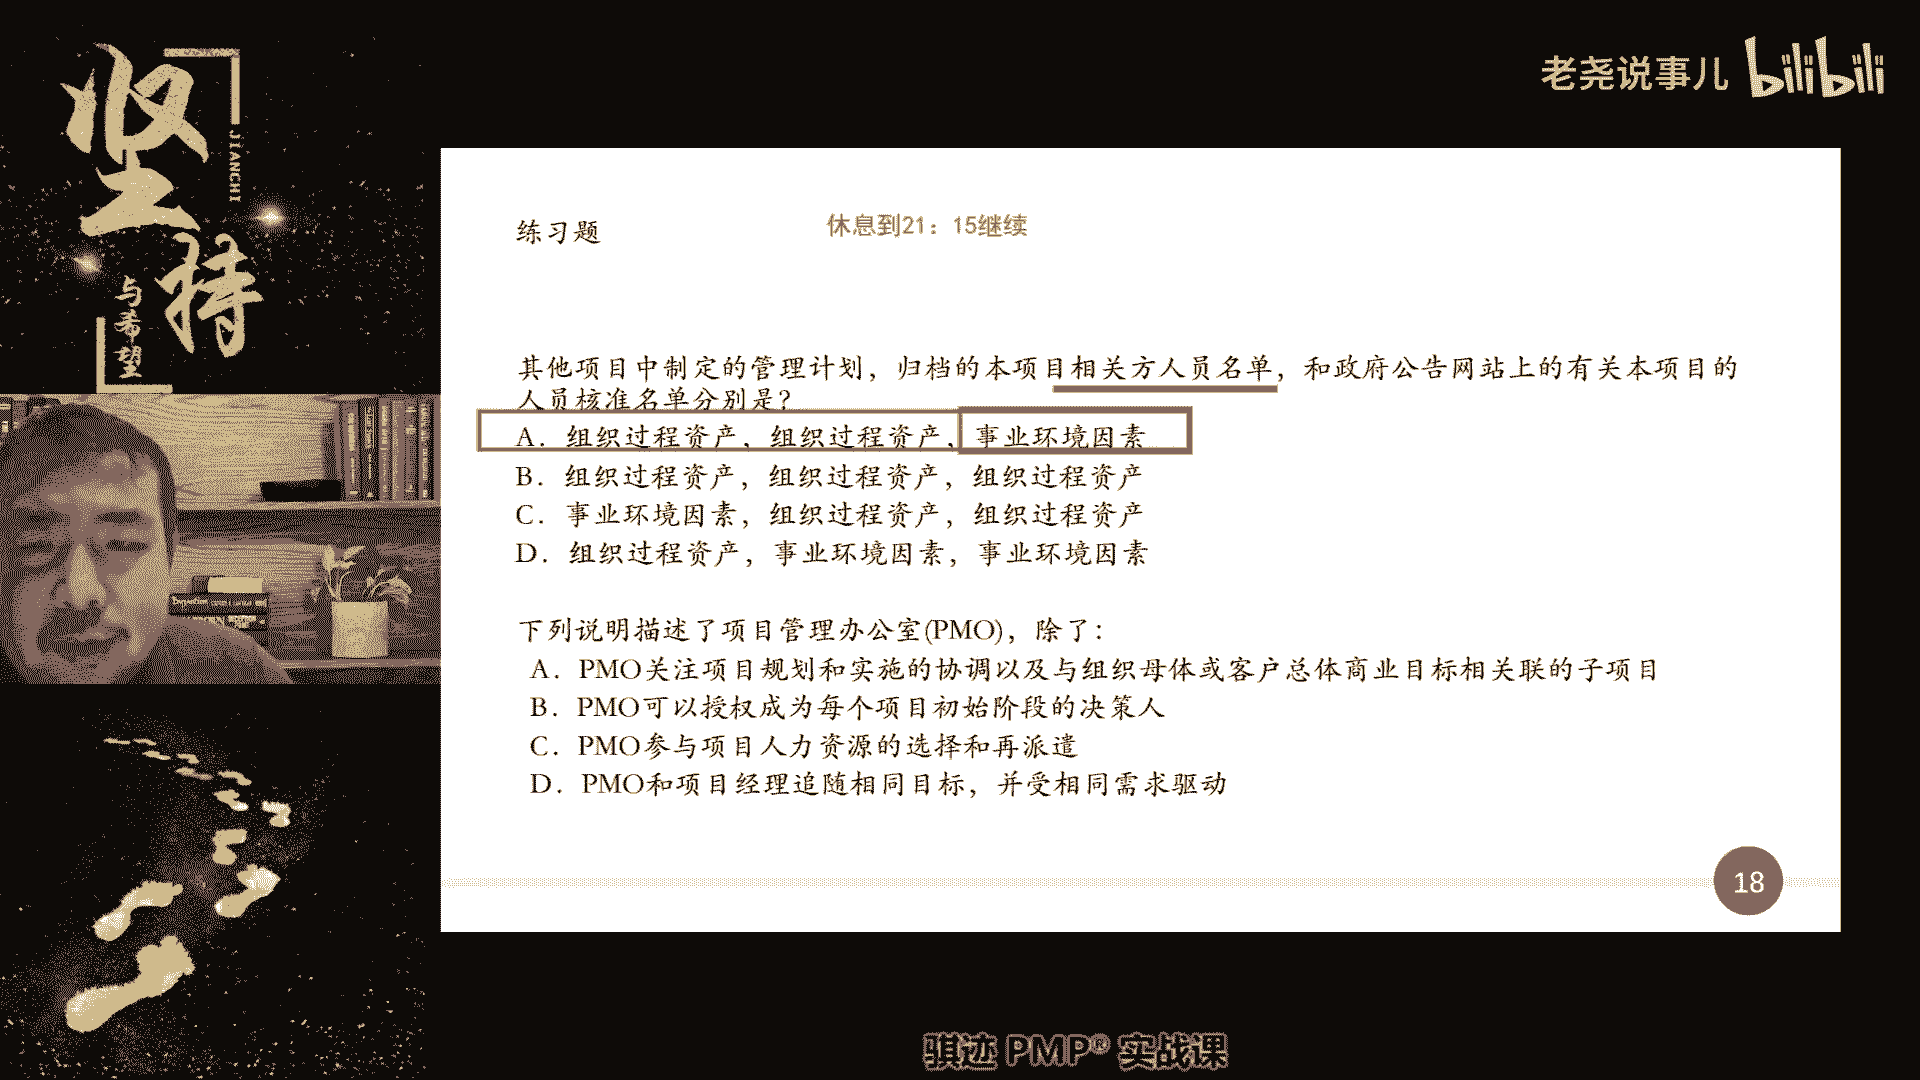 坚持
JIANCHI
与希望
老尧说事儿 bilibili
练习题
休息到21：15继续
其他项目中制定的管理计划，归档的本项目相关方人员名单，和政府公告网站上的有关本项目的
人员核准名单分别是？
A．组织过程资产，组织过程资产，事业环境因素
B．组织过程资产，组织过程资产，组织过程资产
C．事业环境因素，组织过程资产，组织过程资产
D．组织过程资产，事业环境因素，事业环境因素
下列说明描述了项目管理办公室(PMO)，除了：
A．PMO关注项目规划和实施的协调以及与组织母体或客户总体商业目标相关联的子项目
B．PMO可以授权成为每个项目初始阶段的决策人
C．PMO参与项目人力资源的选择和再派遣
D．PMO和项目经理追随相同目标，并受相同需求驱动
18
骐迹 PMP® 实战课